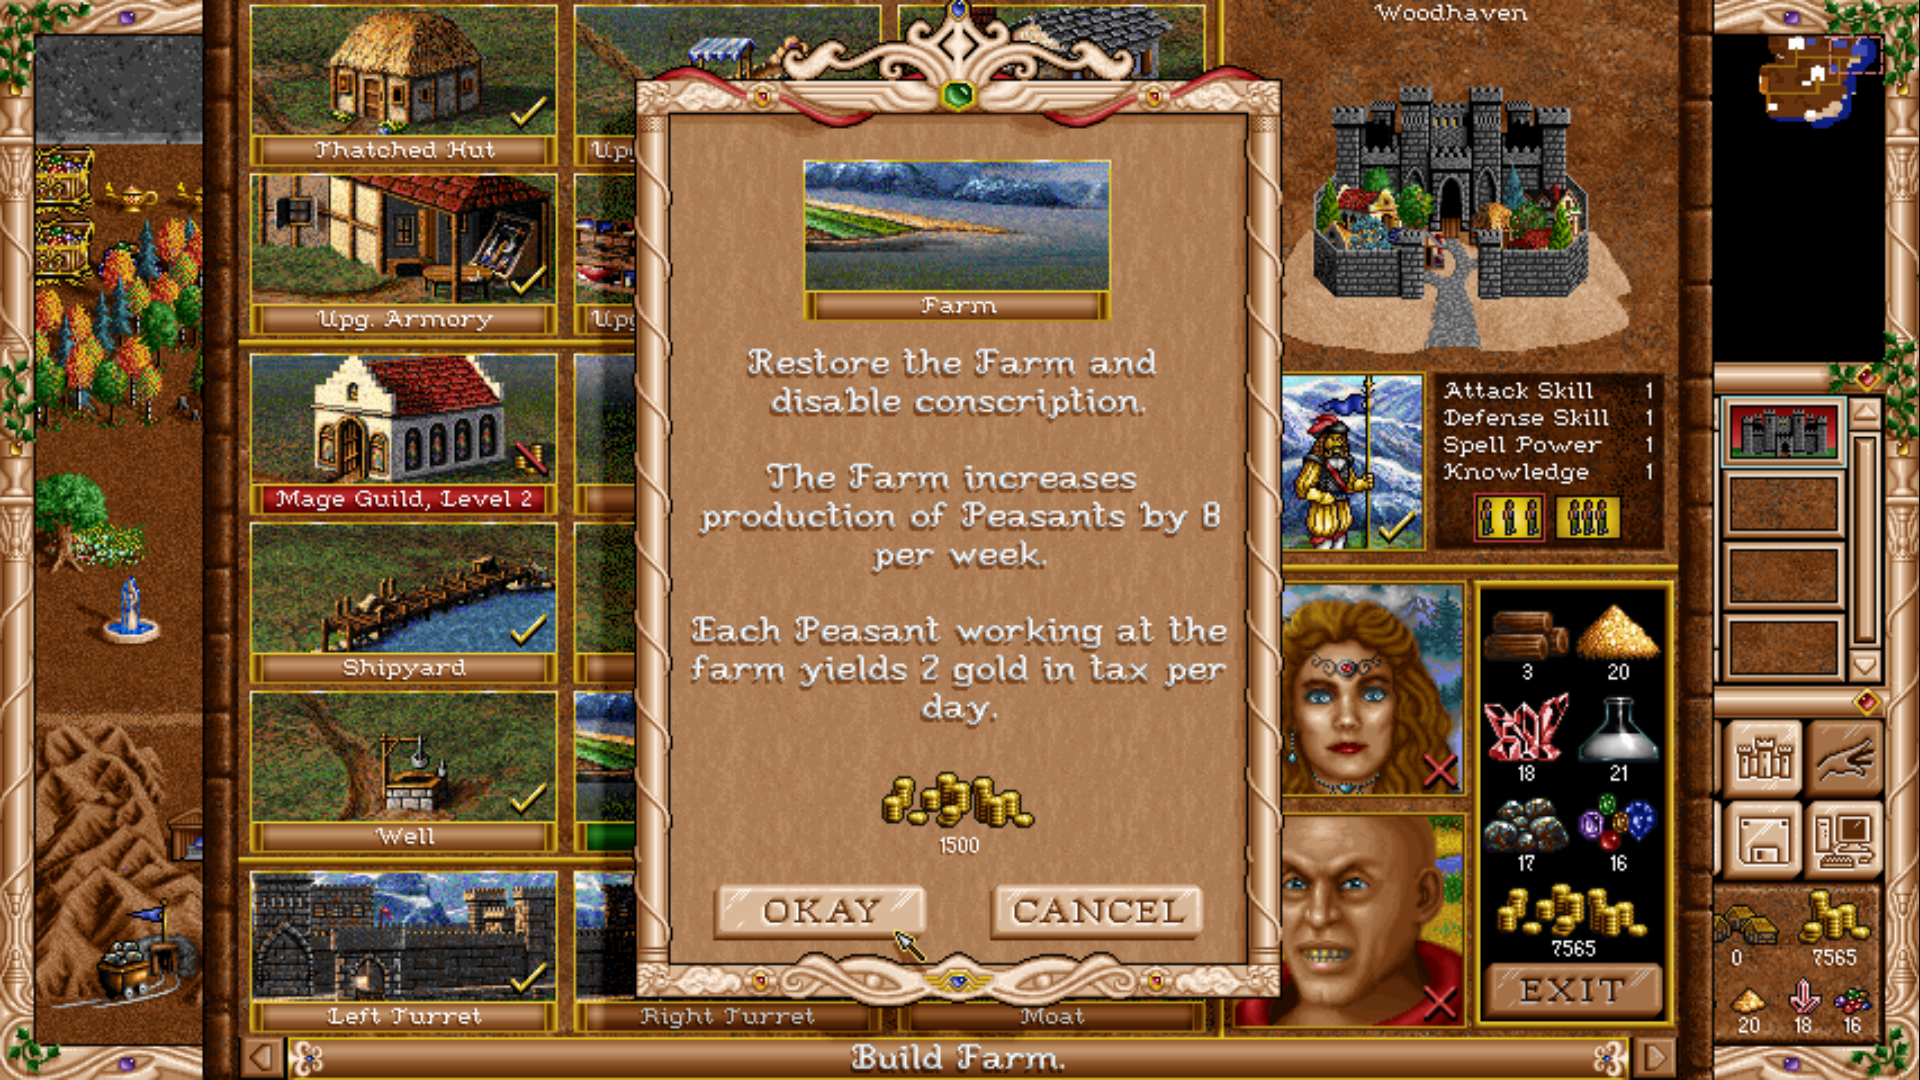 Woodhaven
Thatched Hut
Upg. Armory
Mage Guild, Level 2
Shipyard
Well
Left Turret
Right Turret
Moat
Farm
Restore the Farm and
disable conscription.
The Farm increases
production of Peasants by 8
per week.
Each Peasant working at the
farm yields 2 gold in tax per
day.
1500
OKAY
CANCEL
Attack Skill 1
Defense Skill 1
Spell Power 1
Knowledge 1
3
20
18
21
17
16
7565
EXIT
0
7565
20
18
16
Build Farm.